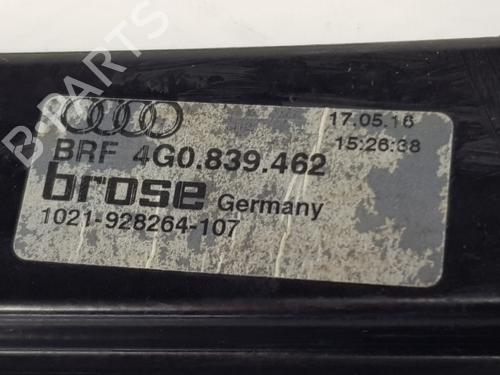 B-PARTS
17.05.16
15:26:38
BRF 4G0.839.462
brose Germany
1021-928264-107